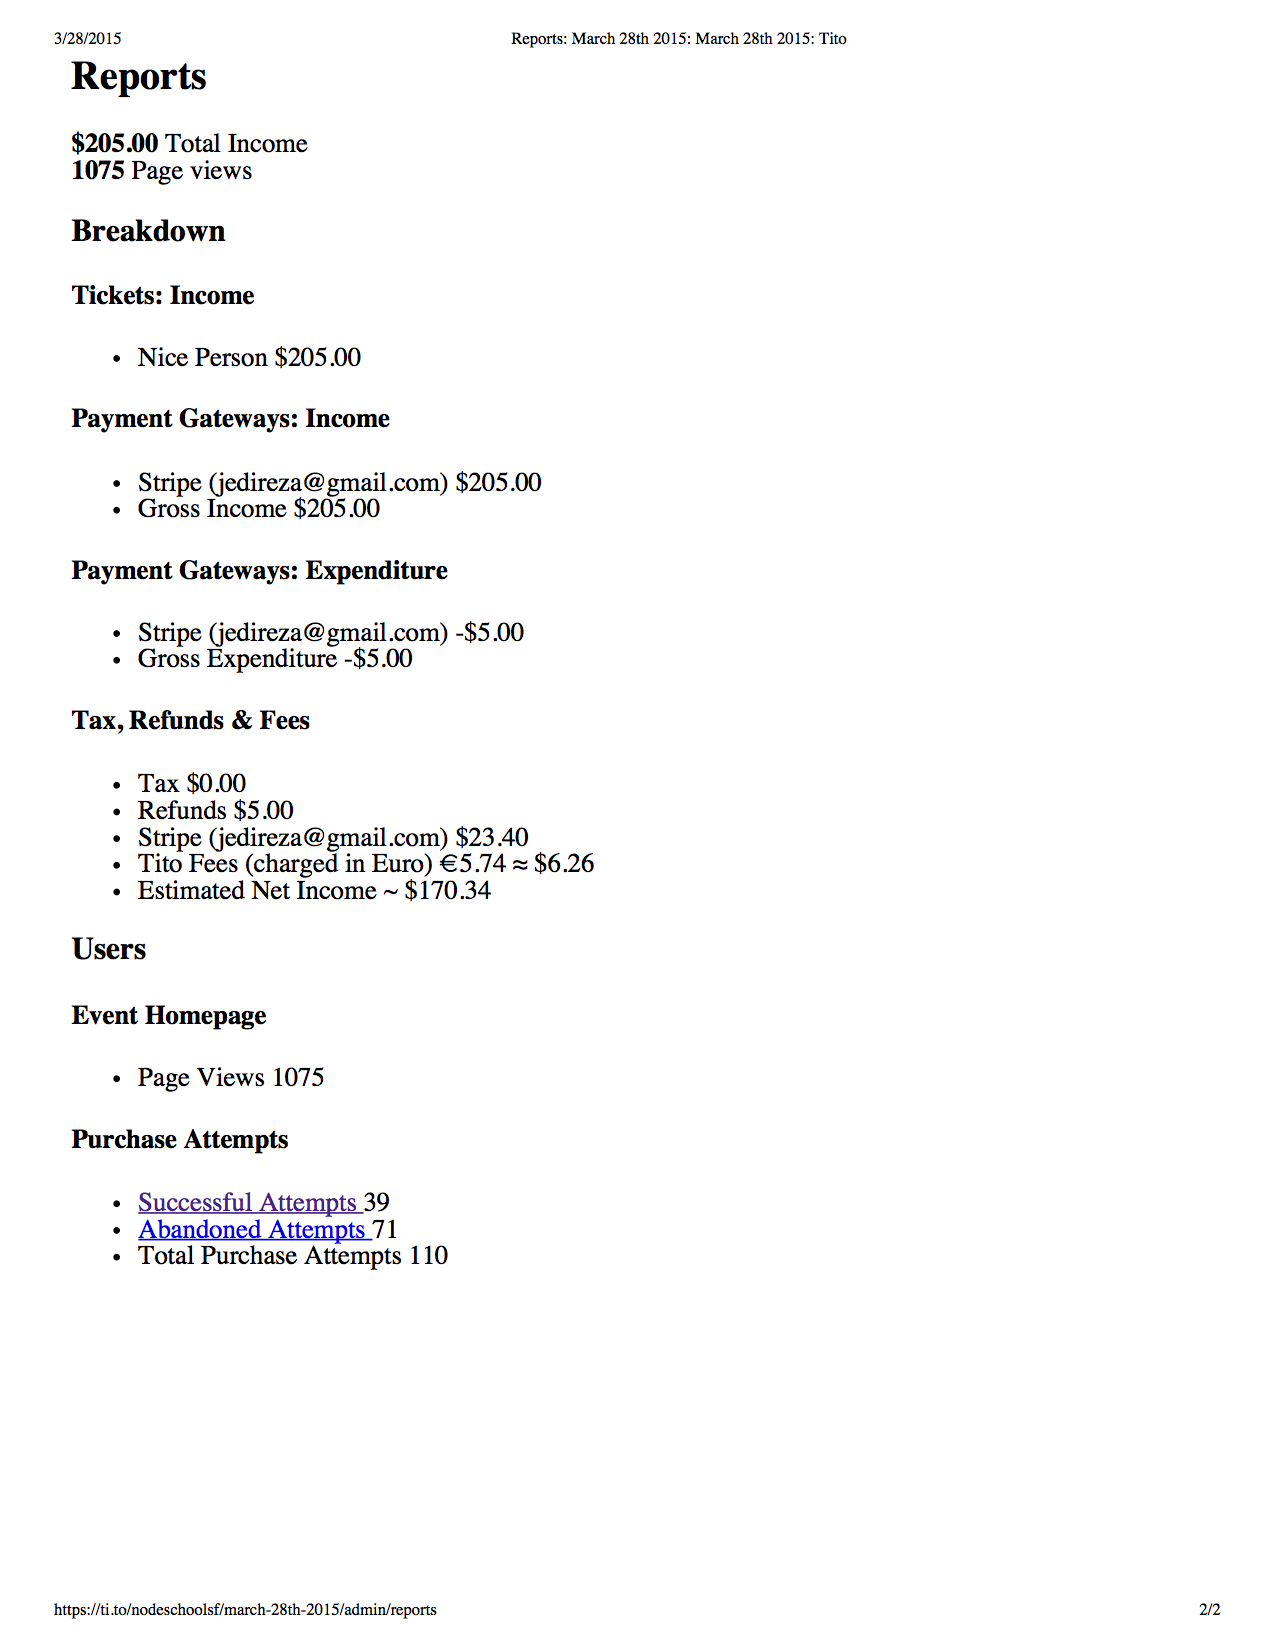 3/28/2015
Reports: March 28th 2015: March 28th 2015: Tito
Reports
$205.00 Total Income
1075 Page views
Breakdown
Tickets: Income
• Nice Person $205.00
Payment Gateways: Income
• Stripe (jedireza@gmail.com) $205.00
• Gross Income $205.00
Payment Gateways: Expenditure
• Stripe (jedireza@gmail.com) -$5.00
• Gross Expenditure -$5.00
Tax, Refunds & Fees
• Tax $0.00
• Refunds $5.00
• Stripe (jedireza@gmail.com) $23.40
• Tito Fees (charged in Euro) €5.74 ≈ $6.26
• Estimated Net Income ~ $170.34
Users
Event Homepage
• Page Views 1075
Purchase Attempts
• Successful Attempts 39
• Abandoned Attempts 71
• Total Purchase Attempts 110
https://ti.to/nodeschoolsf/march-28th-2015/admin/reports
2/2